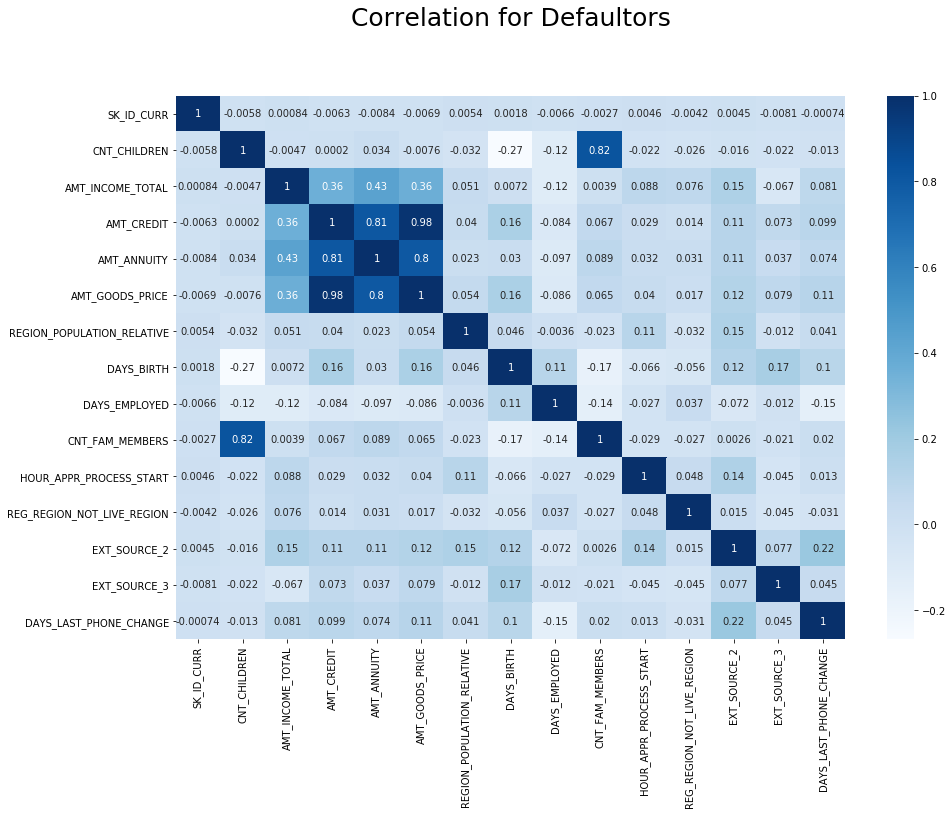 Correlation for Defaultors
SK_ID_CURR 1 -0.0058 0.00084 -0.0063 -0.0084 -0.0069 0.0054 0.0018 -0.0066 -0.0027 0.0046 -0.0042 0.0045 -0.0081 -0.00074
CNT_CHILDREN -0.0058 1 -0.0047 0.0002 0.034 -0.0076 -0.032 -0.27 -0.12 0.82 -0.022 -0.026 -0.016 -0.022 -0.013
AMT_INCOME_TOTAL 0.00084 -0.0047 1 0.36 0.43 0.36 0.051 0.0072 -0.12 0.0039 0.088 0.076 0.15 -0.067 0.081
AMT_CREDIT -0.0063 0.0002 0.36 1 0.81 0.98 0.04 0.16 -0.084 0.067 0.029 0.014 0.11 0.073 0.099
AMT_ANNUITY -0.0084 0.034 0.43 0.81 1 0.8 0.023 0.03 -0.097 0.089 0.032 0.031 0.11 0.037 0.074
AMT_GOODS_PRICE -0.0069 -0.0076 0.36 0.98 0.8 1 0.054 0.16 -0.086 0.065 0.04 0.017 0.12 0.079 0.11
REGION_POPULATION_RELATIVE 0.0054 -0.032 0.051 0.04 0.023 0.054 1 0.046 -0.0036 -0.023 0.11 -0.032 0.15 -0.012 0.041
DAYS_BIRTH 0.0018 -0.27 0.0072 0.16 0.03 0.16 0.046 1 0.11 -0.17 -0.066 -0.056 0.12 0.17 0.1
DAYS_EMPLOYED -0.0066 -0.12 -0.12 -0.084 -0.097 -0.086 -0.0036 0.11 1 -0.14 -0.027 0.037 -0.072 -0.012 -0.15
CNT_FAM_MEMBERS -0.0027 0.82 0.0039 0.067 0.089 0.065 -0.023 -0.17 -0.14 1 -0.029 -0.027 0.0026 -0.021 0.02
HOUR_APPR_PROCESS_START 0.0046 -0.022 0.088 0.029 0.032 0.04 0.11 -0.066 -0.027 -0.029 1 0.048 0.14 -0.045 0.013
REG_REGION_NOT_LIVE_REGION -0.0042 -0.026 0.076 0.014 0.031 0.017 -0.032 -0.056 0.037 -0.027 0.048 1 0.015 -0.045 -0.031
EXT_SOURCE_2 0.0045 -0.016 0.15 0.11 0.11 0.12 0.15 0.12 -0.072 0.0026 0.14 0.015 1 0.077 0.22
EXT_SOURCE_3 -0.0081 -0.022 -0.067 0.073 0.037 0.079 -0.012 0.17 -0.012 -0.021 -0.045 -0.045 0.077 1 0.045
DAYS_LAST_PHONE_CHANGE -0.00074 -0.013 0.081 0.099 0.074 0.11 0.041 0.1 -0.15 0.02 0.013 -0.031 0.22 0.045 1
SK_ID_CURR
CNT_CHILDREN
AMT_INCOME_TOTAL
AMT_CREDIT
AMT_ANNUITY
AMT_GOODS_PRICE
REGION_POPULATION_RELATIVE
DAYS_BIRTH
DAYS_EMPLOYED
CNT_FAM_MEMBERS
HOUR_APPR_PROCESS_START
REG_REGION_NOT_LIVE_REGION
EXT_SOURCE_2
EXT_SOURCE_3
DAYS_LAST_PHONE_CHANGE
1.0
0.8
0.6
0.4
0.2
0.0
−0.2